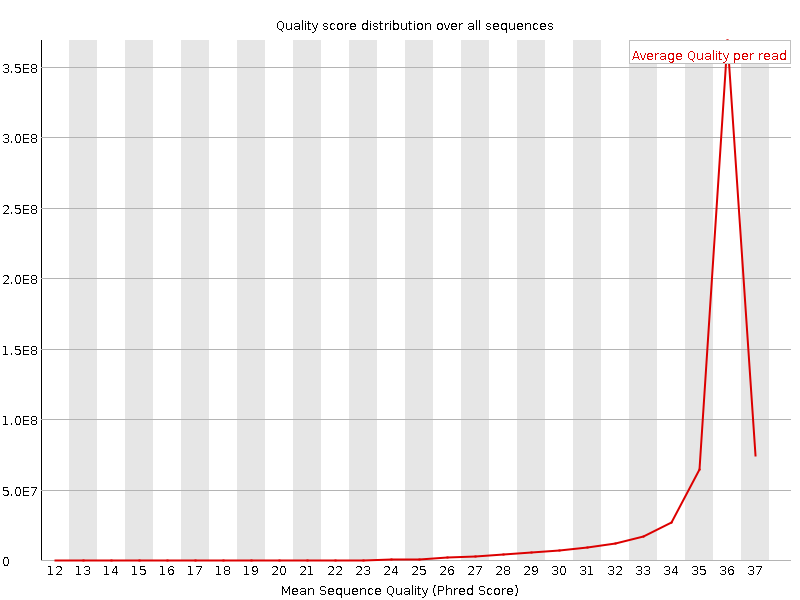 Quality score distribution over all sequences
Average Quality per read
3.5E8
3.0E8
2.5E8
2.0E8
1.5E8
1.0E8
5.0E7
0
12 13 14 15 16 17 18 19 20 21 22 23 24 25 26 27 28 29 30 31 32 33 34 35 36 37
Mean Sequence Quality (Phred Score)